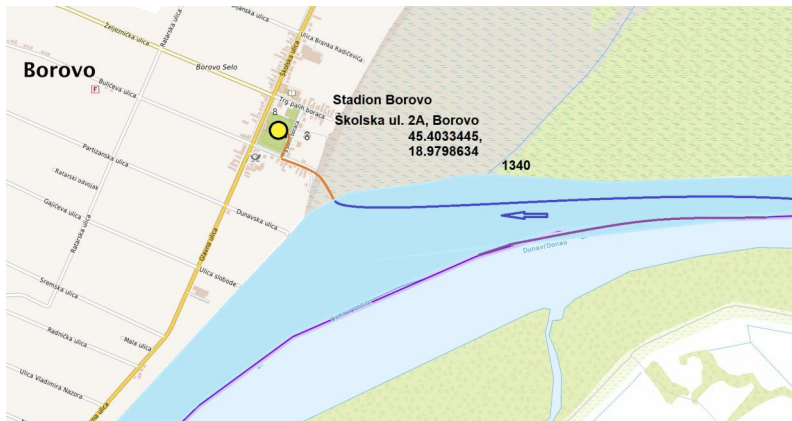 Željeznička ulica
Ratarska ulica
Školska ulica
Ulica Branka Radičevića
Borovo Selo
Borovo
Bulićeva ulica
F
Trg palih boraca
Stadion Borovo
Školska ul. 2A, Borovo
45.4033445,
18.9798634
Partizanska ulica
1340
Ratarski odvojak
Gajićeva ulica
Dunavska ulica
Ratarska ulica
Glavna ulica
Dunav/Donau
Ulica slobode
Sremska ulica
Radnička ulica
Mala ulica
Ulica Vladimira Nazora